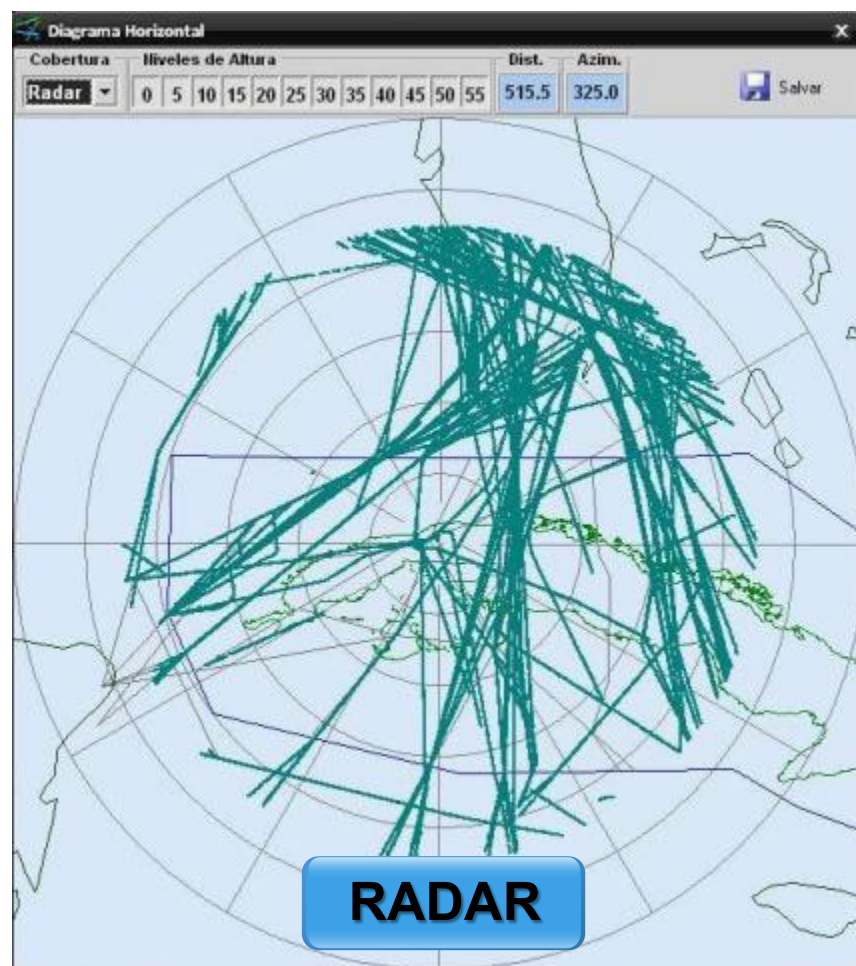 Diagrama Horizontal x
Cobertura Niveles de Altura Dist. Azim.
Radar 0 5 10 15 20 25 30 35 40 45 50 55 515.5 325.0 Salvar
RADAR